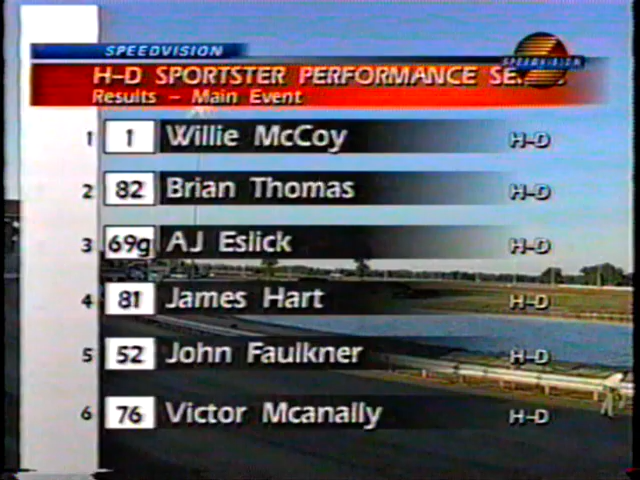 SPEEDVISION
SPEEDVISION
H-D SPORTSTER PERFORMANCE
Results - Main Event
1 1 Willie McCoy H-D
2 82 Brian Thomas H-D
3 69g AJ Eslick H-D
4 81 James Hart H-D
5 52 John Faulkner H-D
6 76 Victor Mcanally H-D